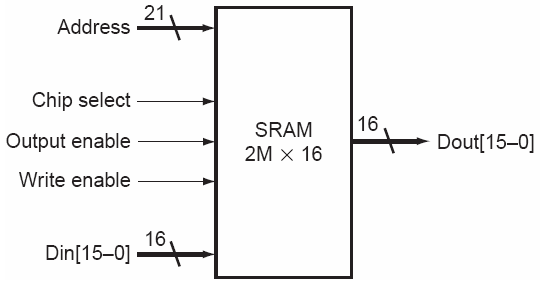 21
Address
Chip select
Output enable
Write enable
16
Din[15–0]
SRAM
2M × 16
16
Dout[15–0]